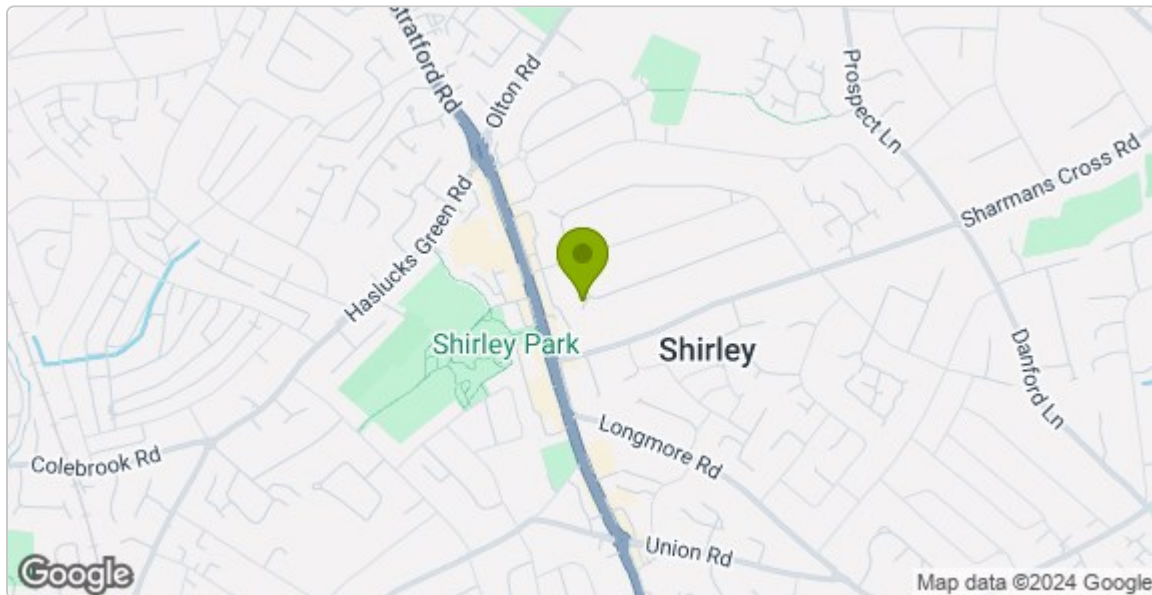 Stratford Rd
Olton Rd
Prospect Ln
Sharmans Cross Rd
Haslucks Green Rd
Shirley Park
Shirley
Danford Ln
Longmore Rd
Colebrook Rd
Union Rd
Google
Map data ©2024 Google